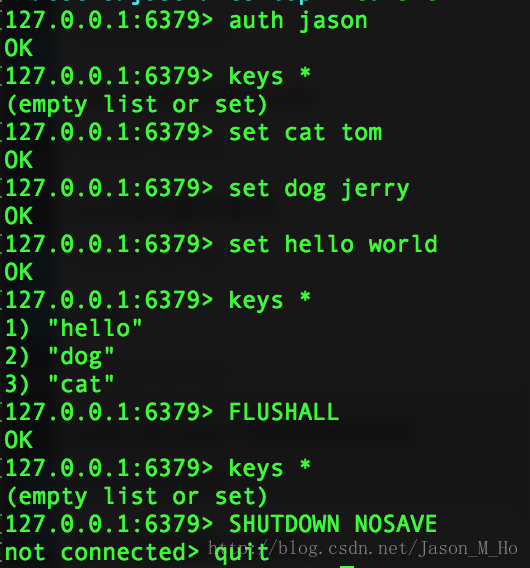 [127.0.0.1:6379> auth jason
OK
[127.0.0.1:6379> keys *
(empty list or set)
[127.0.0.1:6379> set cat tom
OK
[127.0.0.1:6379> set dog jerry
OK
[127.0.0.1:6379> set hello world
OK
[127.0.0.1:6379> keys *
1) "hello"
2) "dog"
3) "cat"
[127.0.0.1:6379> FLUSHALL
OK
[127.0.0.1:6379> keys *
(empty list or set)
[127.0.0.1:6379> SHUTDOWN NOSAVE
[not connected> quit
http://blog.csdn.net/Jason_M_Ho